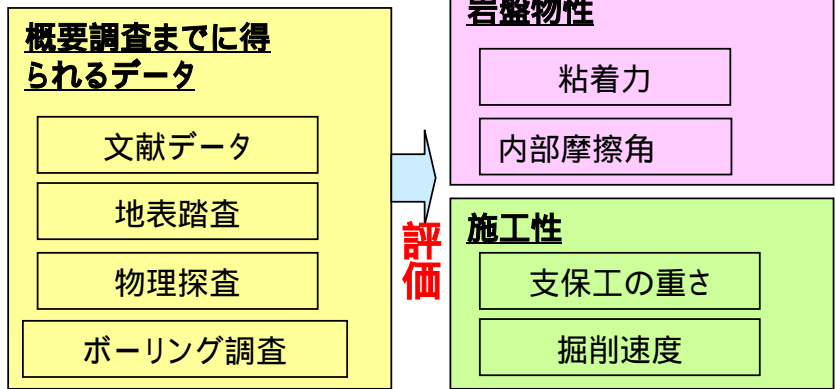 概要調査までに得
られるデータ
文献データ
地表踏査
物理探査
ボーリング調査
評
価
岩盤物性
粘着力
内部摩擦角
施工性
支保工の重さ
掘削速度